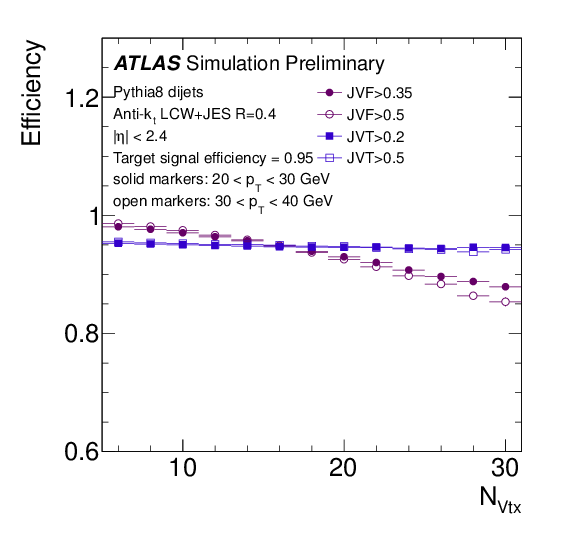 Efficiency
ATLAS Simulation Preliminary
Pythia8 dijets
Anti-kt LCW+JES R=0.4
|η| < 2.4
Target signal efficiency = 0.95
solid markers: 20 < pT < 30 GeV
open markers: 30 < pT < 40 GeV
JVF>0.35
JVF>0.5
JVT>0.2
JVT>0.5
1.2
1
0.8
0.6
10 20 30
NVtx